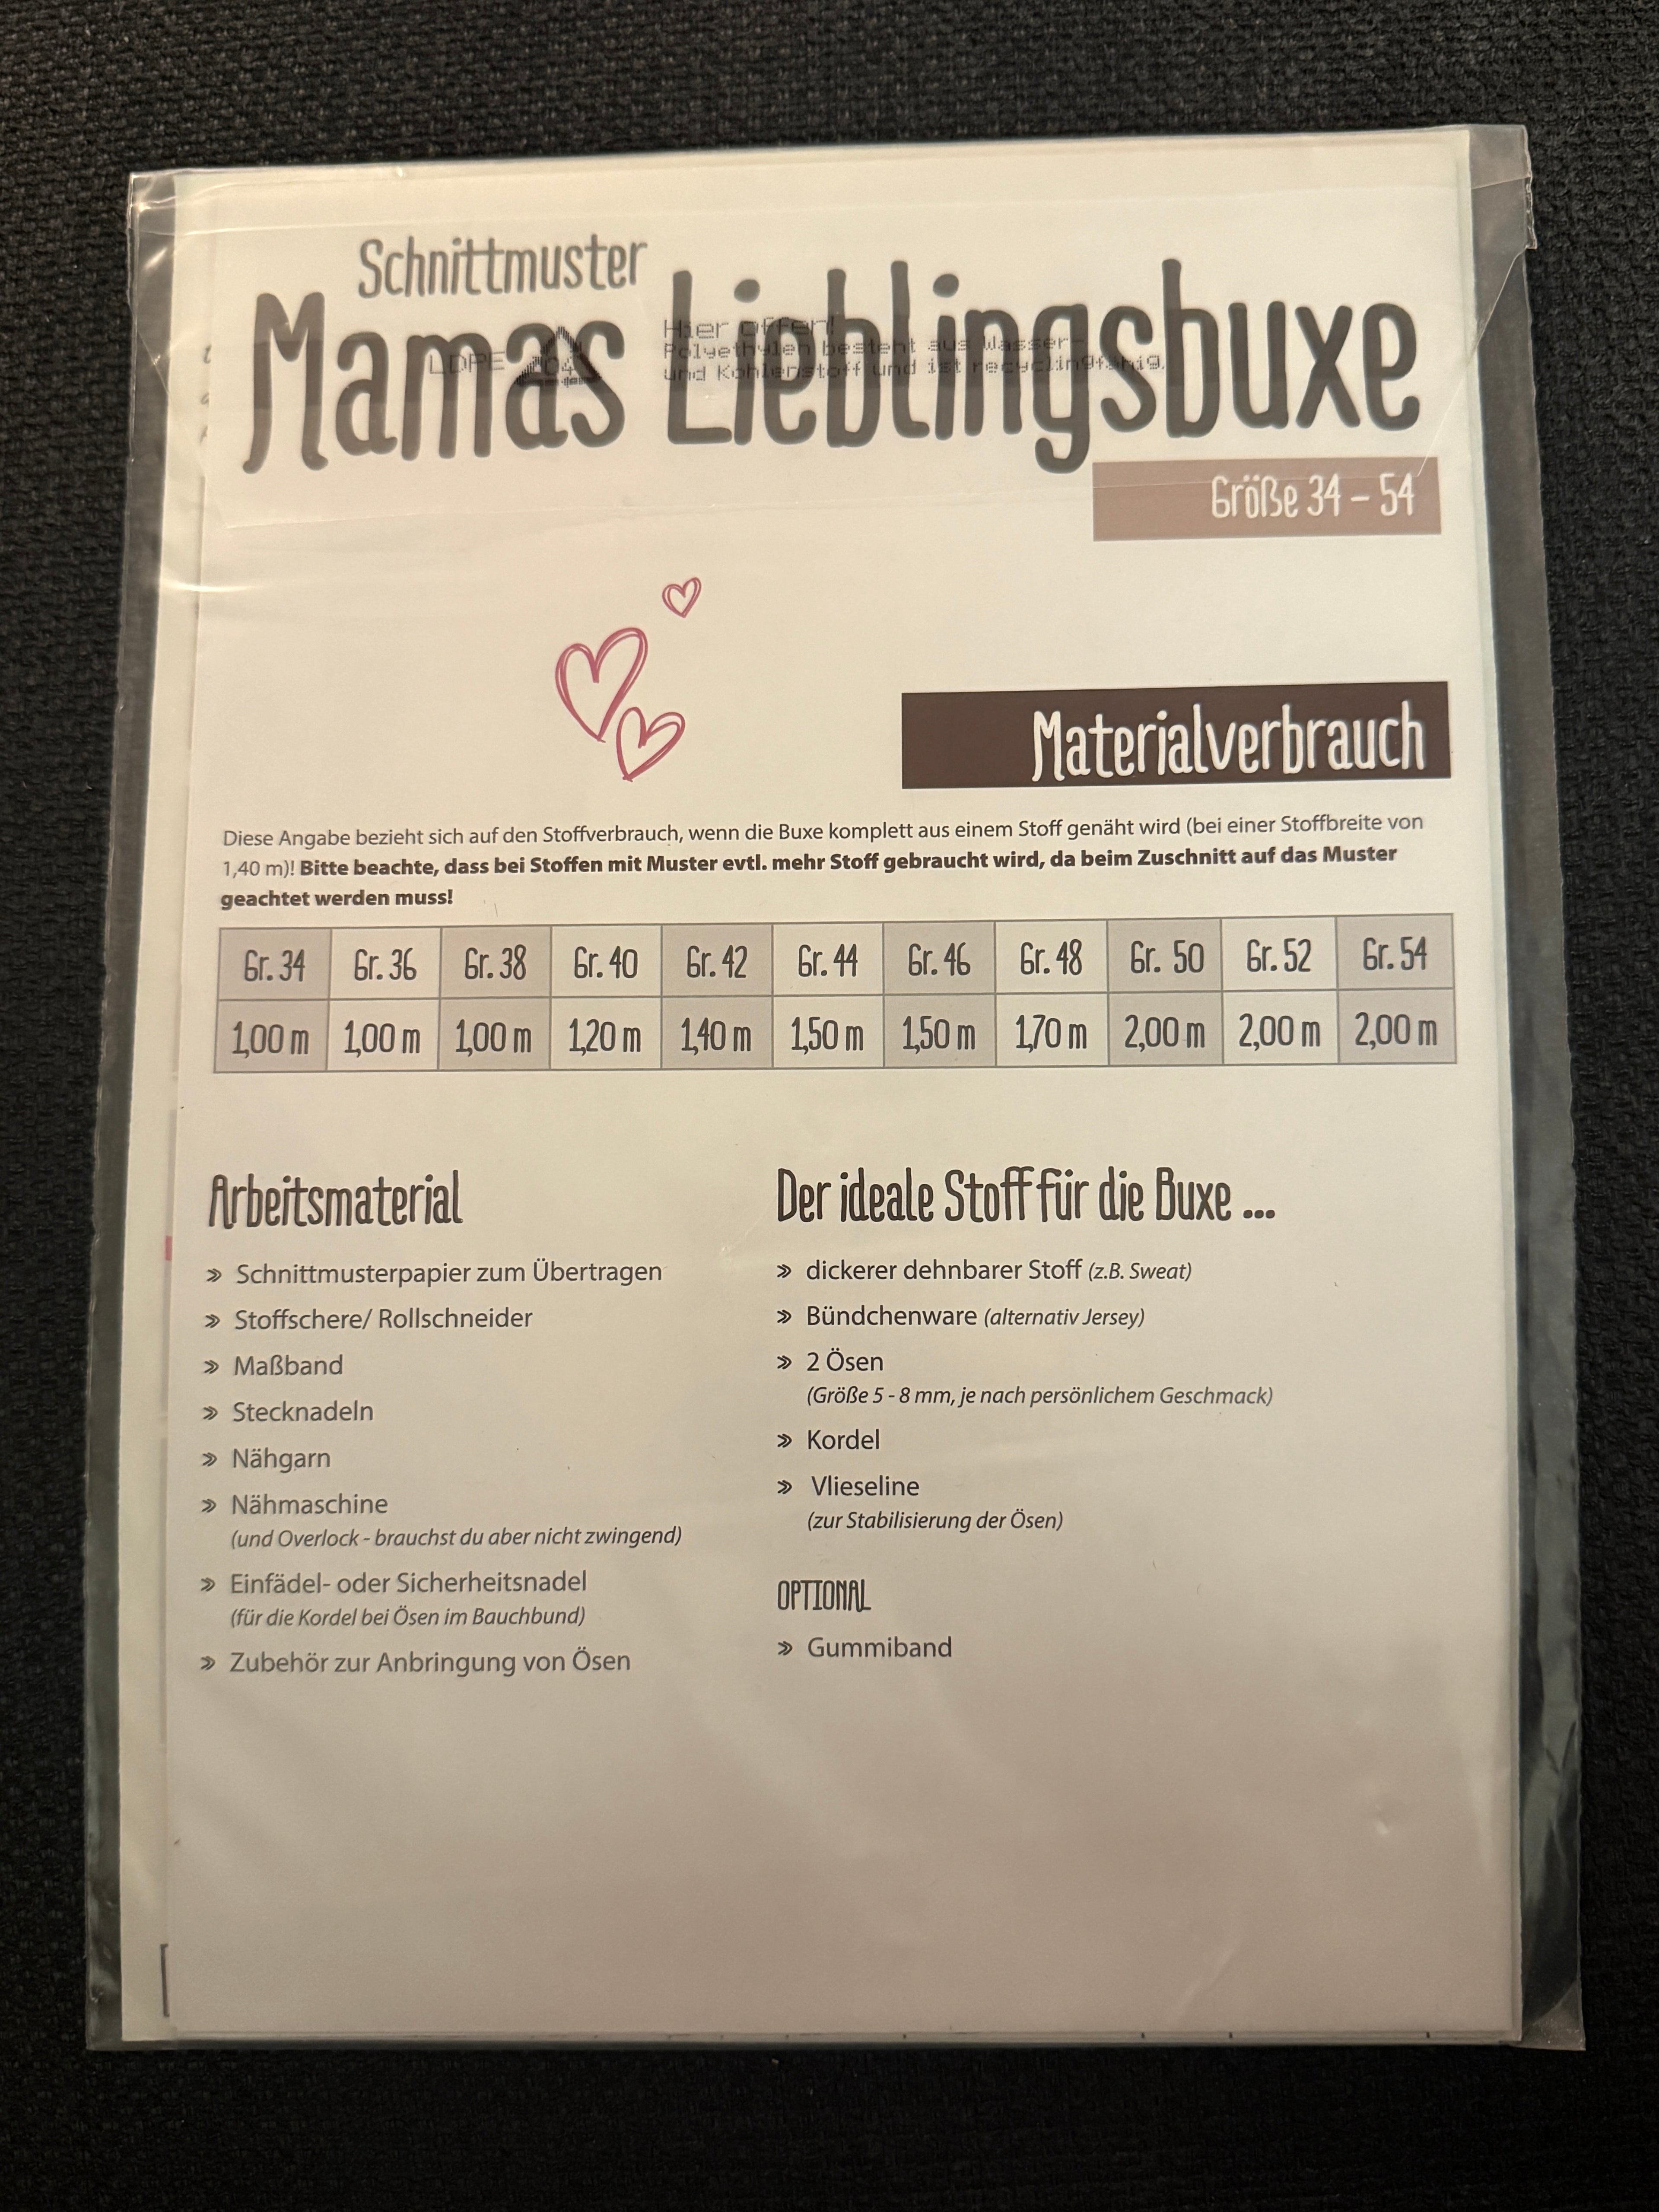 Schnittmuster
Mamas Lieblingsbuxe
LDPE 04
Hier offen!
Polyethylen besteht aus Wasser-
und Kohlenstoff und ist recyclingfähig.
Größe 34 – 54
Materialverbrauch
Diese Angabe bezieht sich auf den Stoffverbrauch, wenn die Buxe komplett aus einem Stoff genäht wird (bei einer Stoffbreite von
1,40 m)! Bitte beachte, dass bei Stoffen mit Muster evtl. mehr Stoff gebraucht wird, da beim Zuschnitt auf das Muster
geachtet werden muss!
Gr. 34 Gr. 36 Gr. 38 Gr. 40 Gr. 42 Gr. 44 Gr. 46 Gr. 48 Gr. 50 Gr. 52 Gr. 54
1,00 m 1,00 m 1,00 m 1,20 m 1,40 m 1,50 m 1,50 m 1,70 m 2,00 m 2,00 m 2,00 m
Arbeitsmaterial
» Schnittmusterpapier zum Übertragen
» Stoffschere/ Rollschneider
» Maßband
» Stecknadeln
» Nähgarn
» Nähmaschine
(und Overlock - brauchst du aber nicht zwingend)
» Einfädel- oder Sicherheitsnadel
(für die Kordel bei Ösen im Bauchbund)
» Zubehör zur Anbringung von Ösen
Der ideale Stoff für die Buxe ...
» dickerer dehnbarer Stoff (z.B. Sweat)
» Bündchenware (alternativ Jersey)
» 2 Ösen
(Größe 5 - 8 mm, je nach persönlichem Geschmack)
» Kordel
» Vlieseline
(zur Stabilisierung der Ösen)
OPTIONAL
» Gummiband